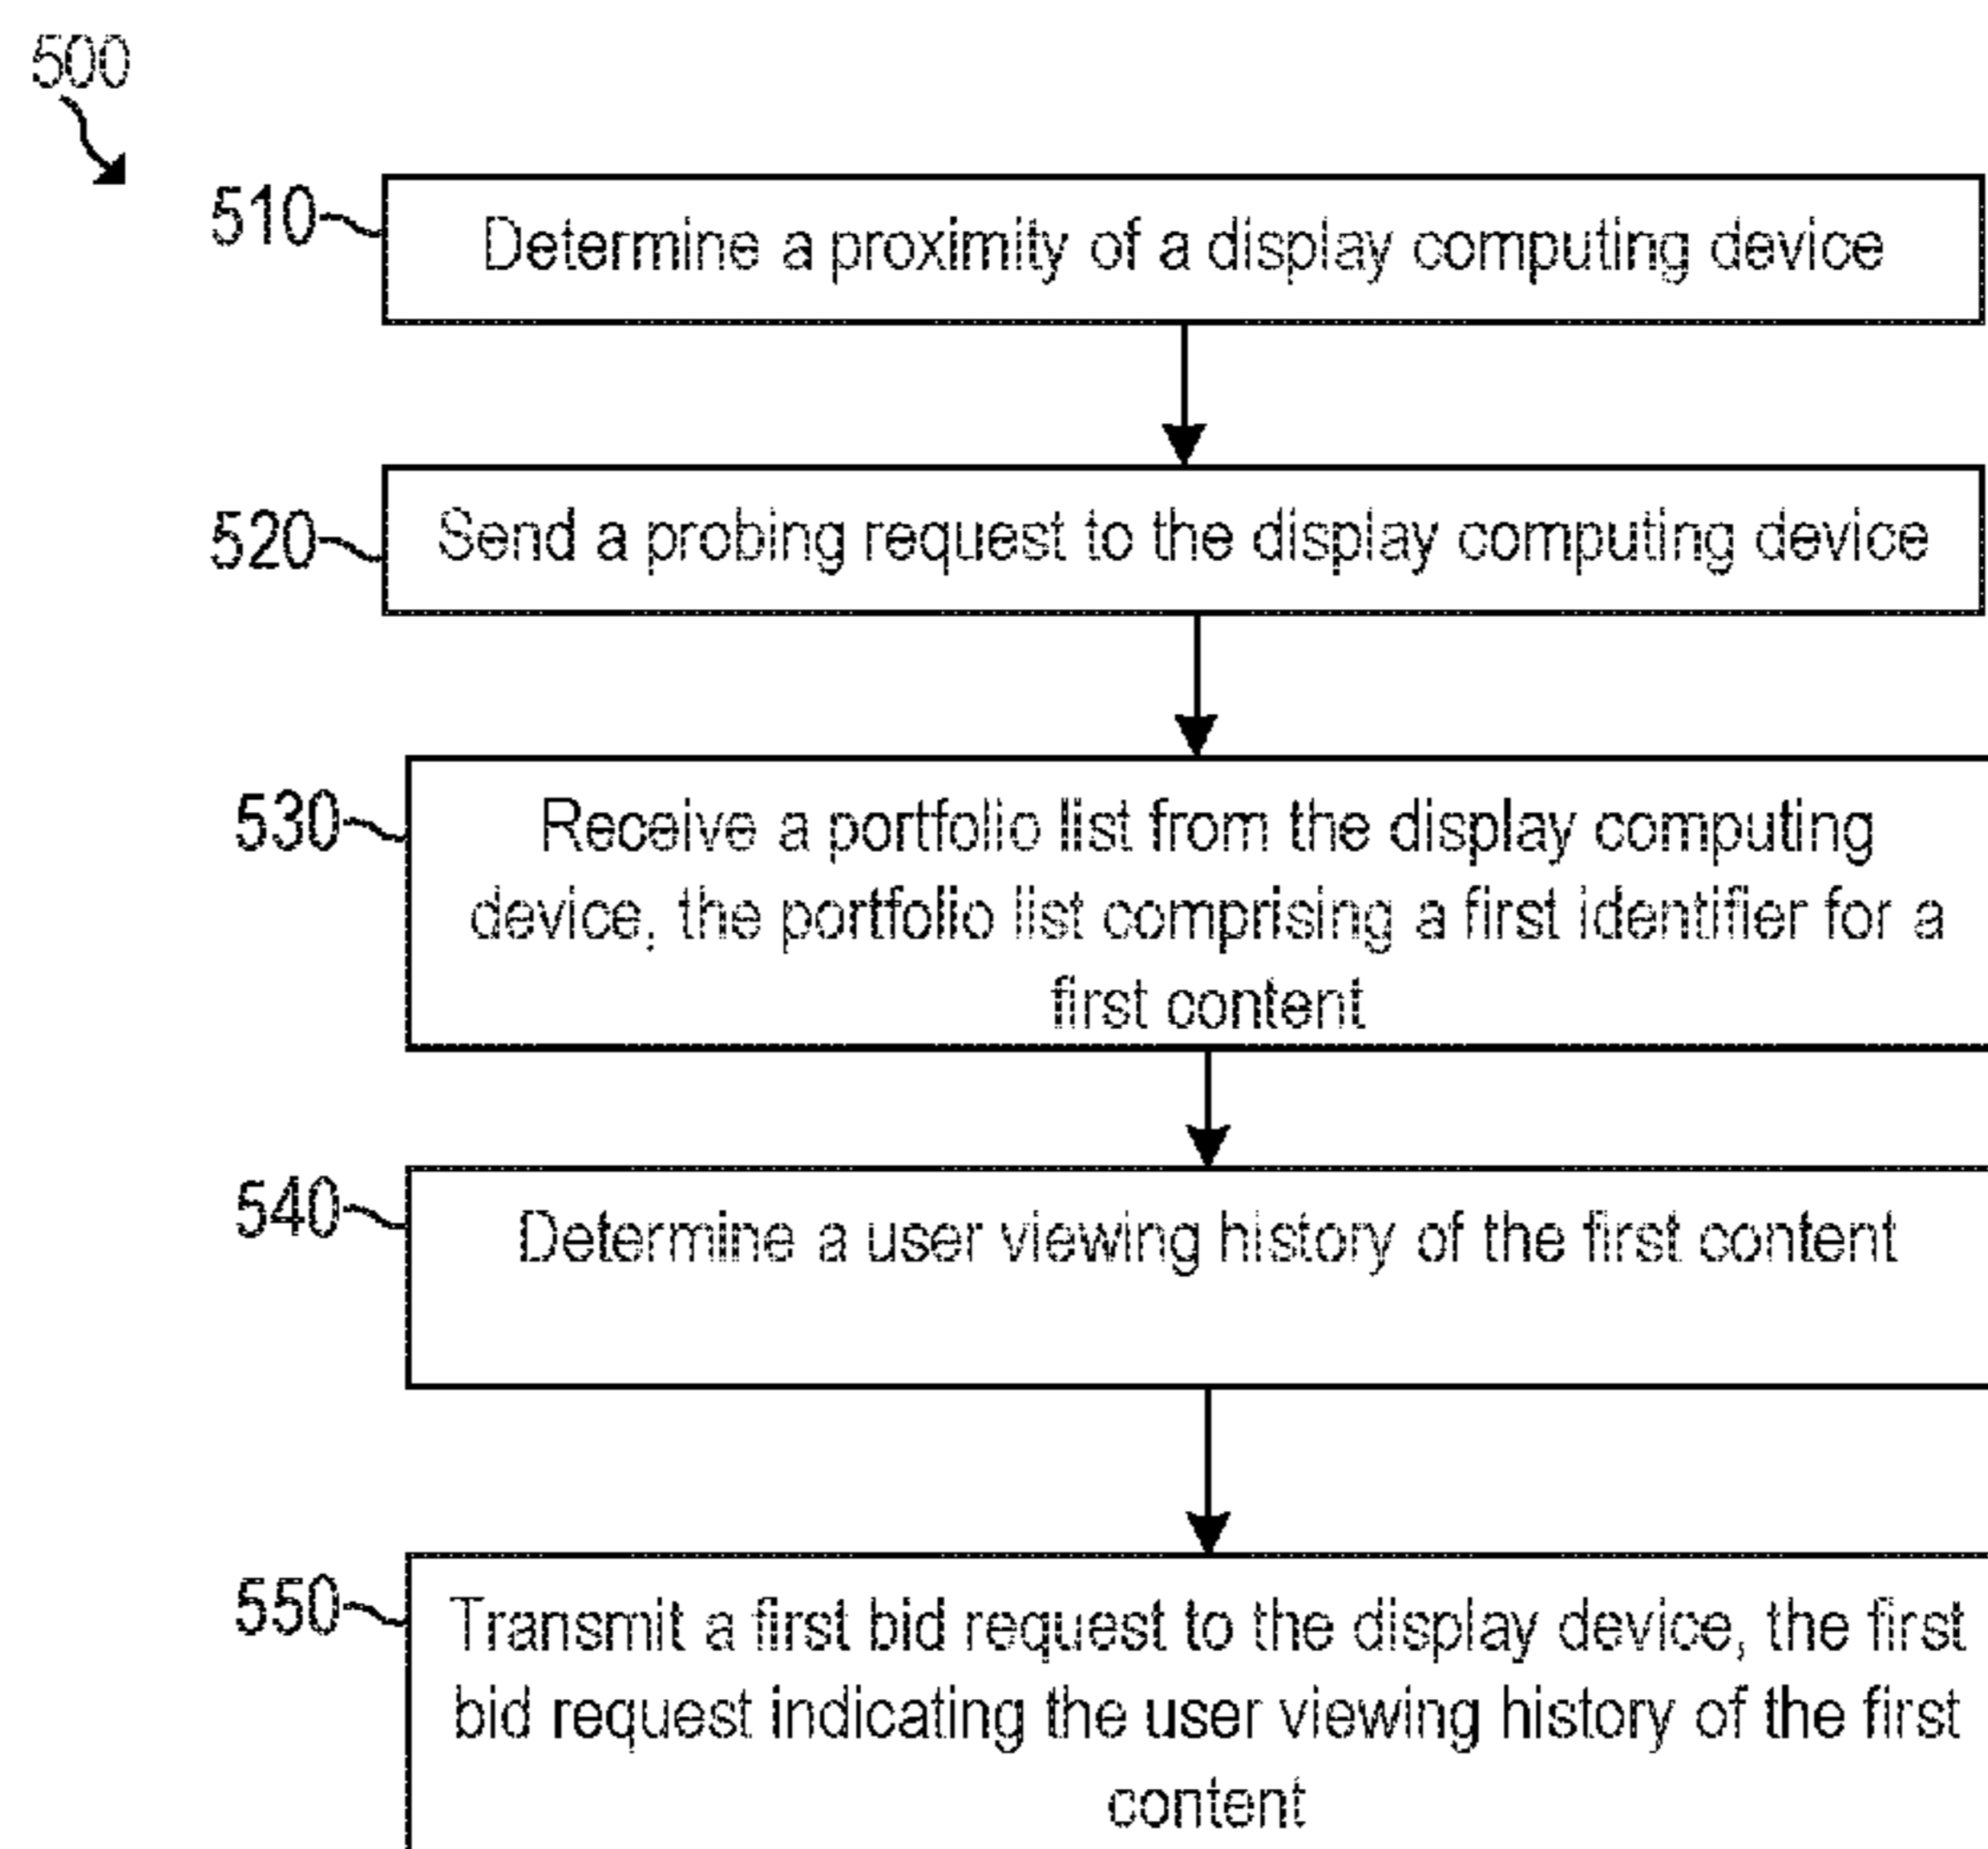 500
510
Determine a proximity of a display computing device
520
Send a probing request to the display computing device
530
Receive a portfolio list from the display computing
device, the portfolio list comprising a first identifier for a
first content
540
Determine a user viewing history of the first content
550
Transmit a first bid request to the display device, the first
bid request indicating the user viewing history of the first
content